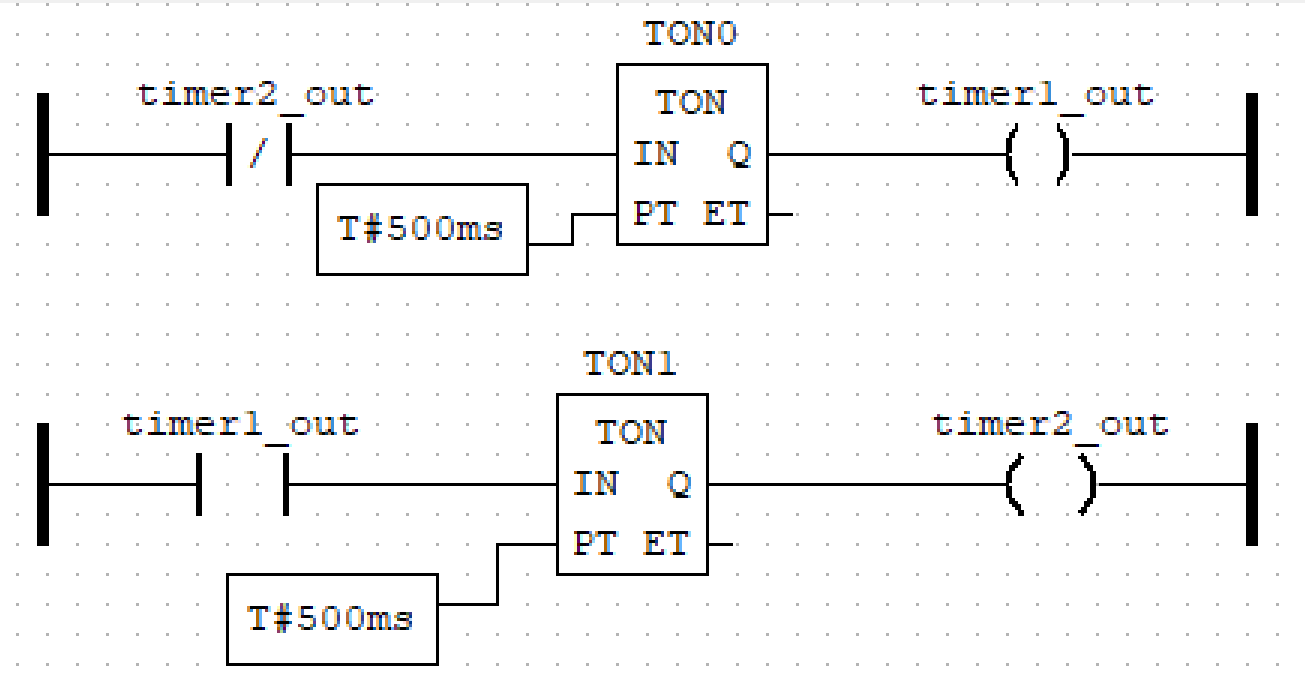 TON0
timer2_out
TON
timer1_out
/
IN Q
T#500ms
PT ET
TON1
timer1_out
TON
timer2_out
IN Q
PT ET
T#500ms